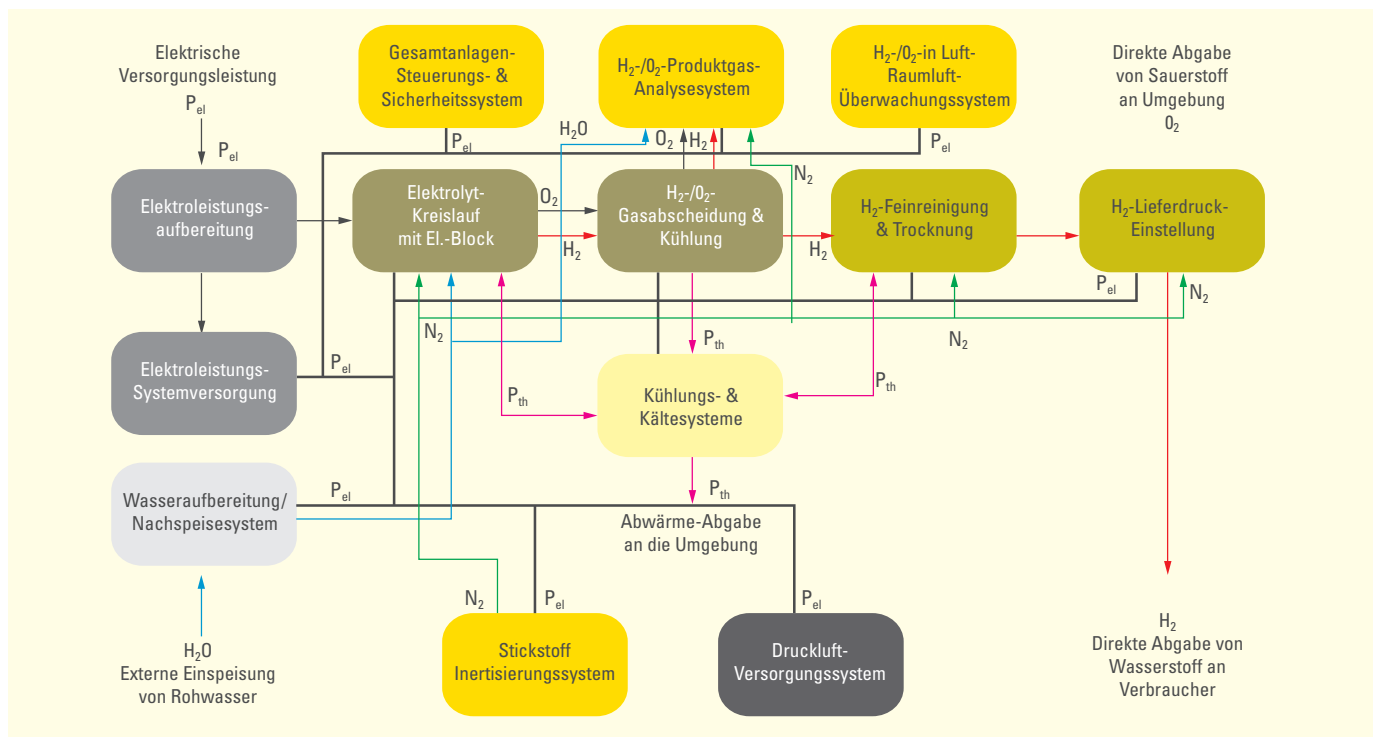 Elektrische
Versorgungsleistung
Pel
Pel
Gesamtanlagen-
Steuerungs- &
Sicherheitssystem
Pel
H2-/O2-Produktgas-
Analysesystem
H2O
O2
H2
N2
H2-/O2-in Luft-
Raumluft-
Überwachungssystem
Pel
Direkte Abgabe
von Sauerstoff
an Umgebung
O2
Elektroleistungs-
aufbereitung
Elektrolyt-
Kreislauf
mit El.-Block
O2
H2
H2-/O2-
Gasabscheidung &
Kühlung
H2
H2-Feinreinigung
& Trocknung
H2-Lieferdruck-
Einstellung
Pel
N2
N2
N2
Elektroleistungs-
Systemversorgung
Pel
Pth
Pth
Pth
Kühlungs- &
Kältesysteme
Pth
Abwärme-Abgabe
an die Umgebung
Wasseraufbereitung/
Nachspeisesystem
Pel
H2O
Externe Einspeisung
von Rohwasser
N2
Pel
Stickstoff
Inertisierungssystem
Pel
Druckluft-
Versorgungssystem
H2
Direkte Abgabe von
Wasserstoff an
Verbraucher